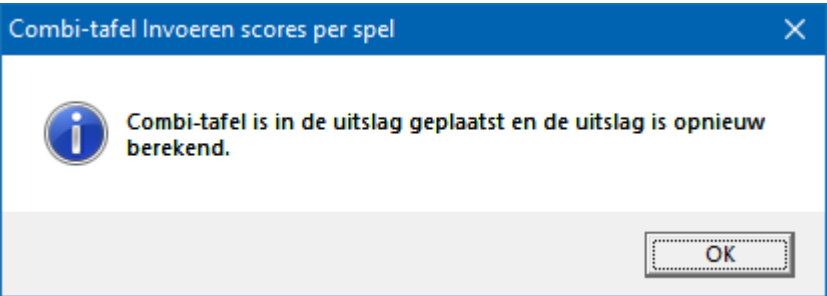 Combi-tafel Invoeren scores per spel
Combi-tafel is in de uitslag geplaatst en de uitslag is opnieuw
berekend.
OK